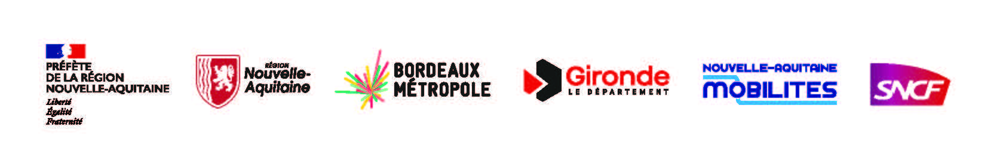 PRÉFÈTE
DE LA RÉGION
NOUVELLE-AQUITAINE
Liberté
Égalité
Fraternité
RÉGION
Nouvelle-
Aquitaine
BORDEAUX
MÉTROPOLE
Gironde
LE DÉPARTEMENT
NOUVELLE-AQUITAINE
MOBILITES
SNCF